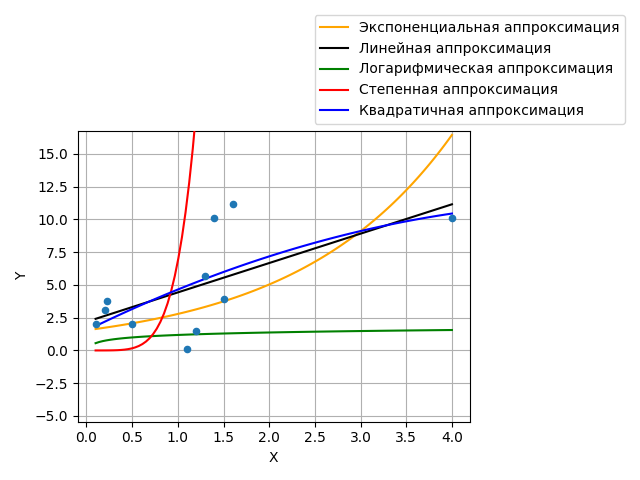 Экспоненциальная аппроксимация
Линейная аппроксимация
Логарифмическая аппроксимация
Степенная аппроксимация
Квадратичная аппроксимация
15.0
12.5
10.0
7.5
5.0
2.5
0.0
−2.5
−5.0
Y
0.0 0.5 1.0 1.5 2.0 2.5 3.0 3.5 4.0
X